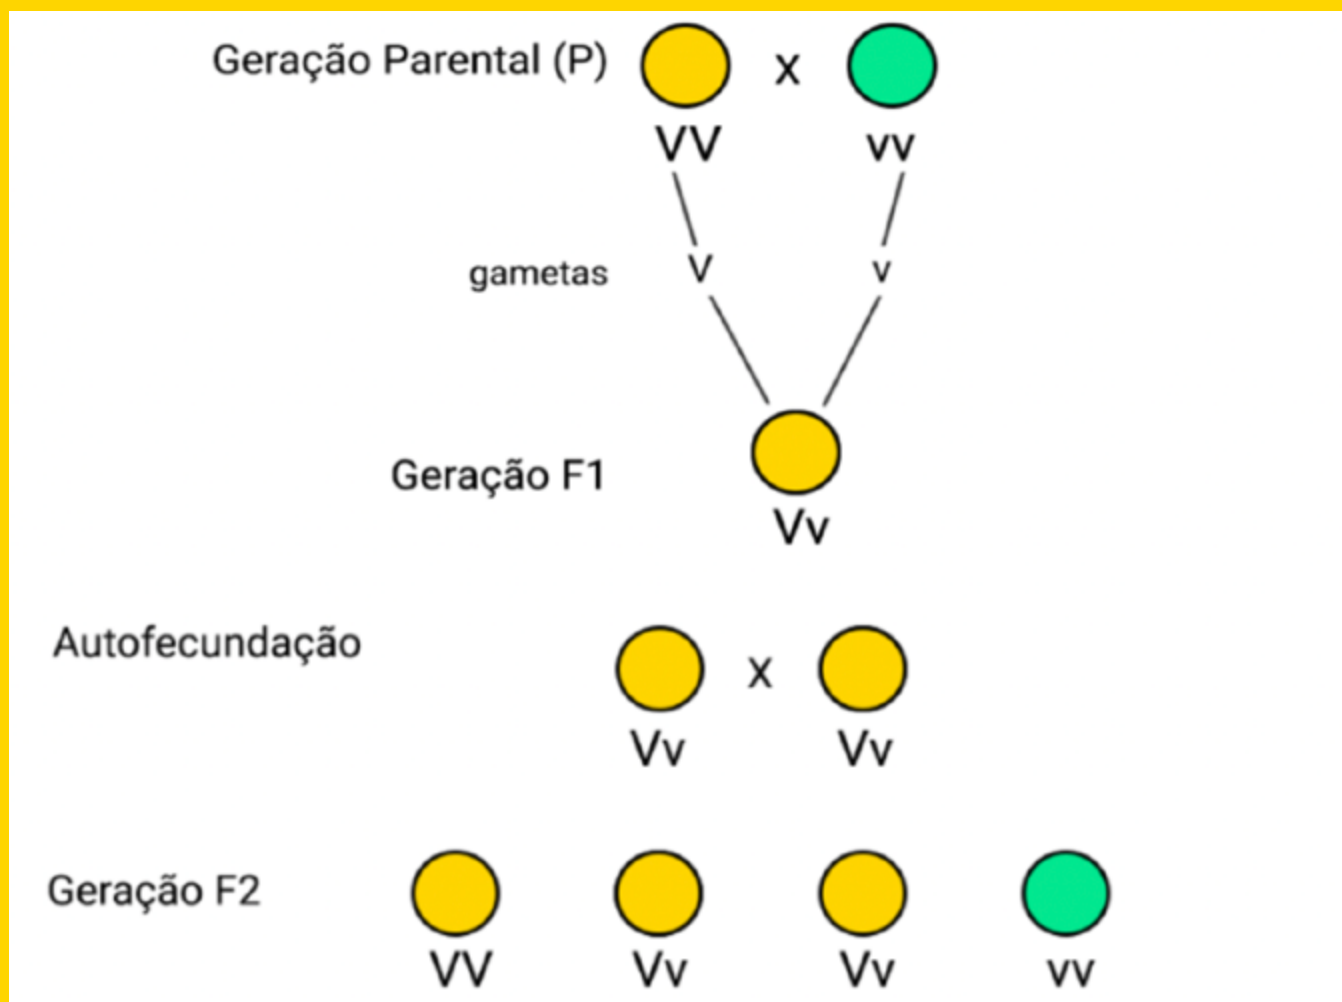 Geração Parental (P) x
VV vv
gametas V v
Geração F1
Vv
Autofecundação x
Vv Vv
Geração F2
VV Vv Vv vv